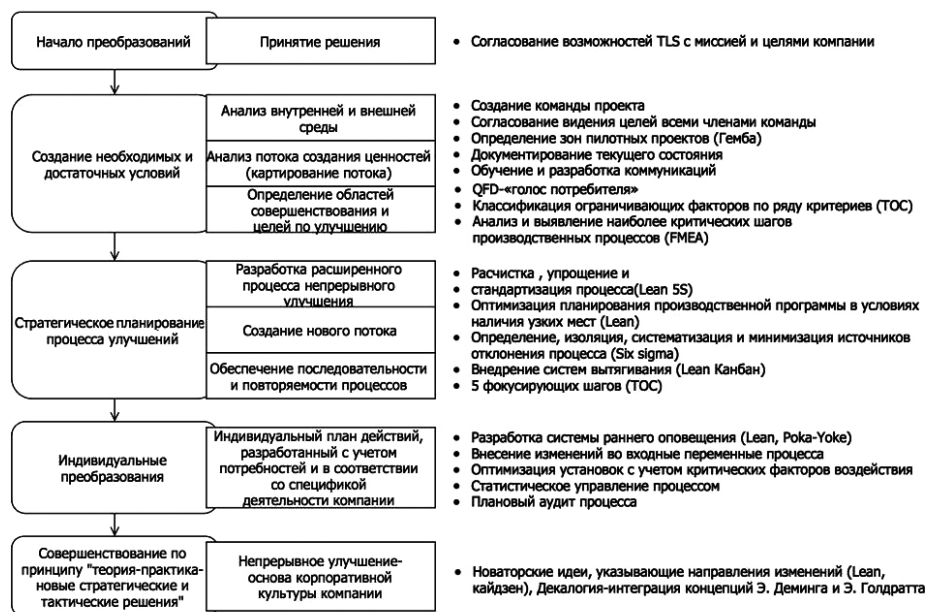 Начало преобразований
Принятие решения
• Согласование возможностей TLS с миссией и целями компании
Создание необходимых и
достаточных условий
Анализ внутренней и внешней
среды
Анализ потока создания ценностей
(картирование потока)
Определение областей
совершенствования и
целей по улучшению
• Создание команды проекта
• Согласование видения целей всеми членами команды
• Определение зон пилотных проектов (Гемба)
• Документирование текущего состояния
• Обучение и разработка коммуникаций
• QFD-«голос потребителя»
• Классификация ограничивающих факторов по ряду критериев (ТОС)
• Анализ и выявление наиболее критических шагов
производственных процессов (FMEA)
Стратегическое планирование
процесса улучшений
Разработка расширенного
процесса непрерывного
улучшения
Создание нового потока
Обеспечение последовательности
и повторяемости процессов
• Расчистка , упрощение и
• стандартизация процесса(Lean 5S)
• Оптимизация планирования производственной программы в условиях
наличия узких мест (Lean)
• Определение, изоляция, систематизация и минимизация источников
отклонения процесса (Six sigma)
• Внедрение систем вытягивания (Lean Канбан)
• 5 фокусирующих шагов (ТОС)
Индивидуальные
преобразования
Индивидуальный план действий,
разработанный с учетом
потребностей и в соответствии
со спецификой
деятельности компании
• Разработка системы раннего оповещения (Lean, Poka-Yoke)
• Внесение изменений во входные переменные процесса
• Оптимизация установок с учетом критических факторов воздействия
• Статистическое управление процессом
• Плановый аудит процесса
Совершенствование по
принципу "теория-практика-
новые стратегические и
тактические решения"
Непрерывное улучшение-
основа корпоративной
культуры компании
• Новаторские идеи, указывающие направления изменений (Lean,
кайдзен), Декалогия-интеграция концепций Э. Деминга и Э. Голдратта